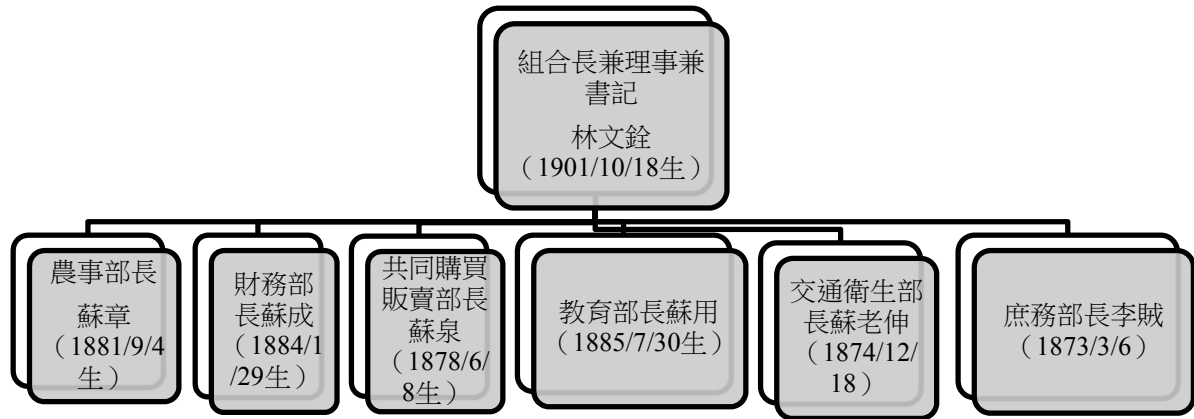 組合長兼理事兼
書記
林文銓
（1901/10/18生）
農事部長
蘇章
（1881/9/4
生）
財務部
長蘇成
（1884/1
/29生）
共同購買
販賣部長
蘇泉
（1878/6/
8生）
教育部長蘇用
（1885/7/30生）
交通衛生部
長蘇老伸
（1874/12/
18）
庶務部長李賊
（1873/3/6）